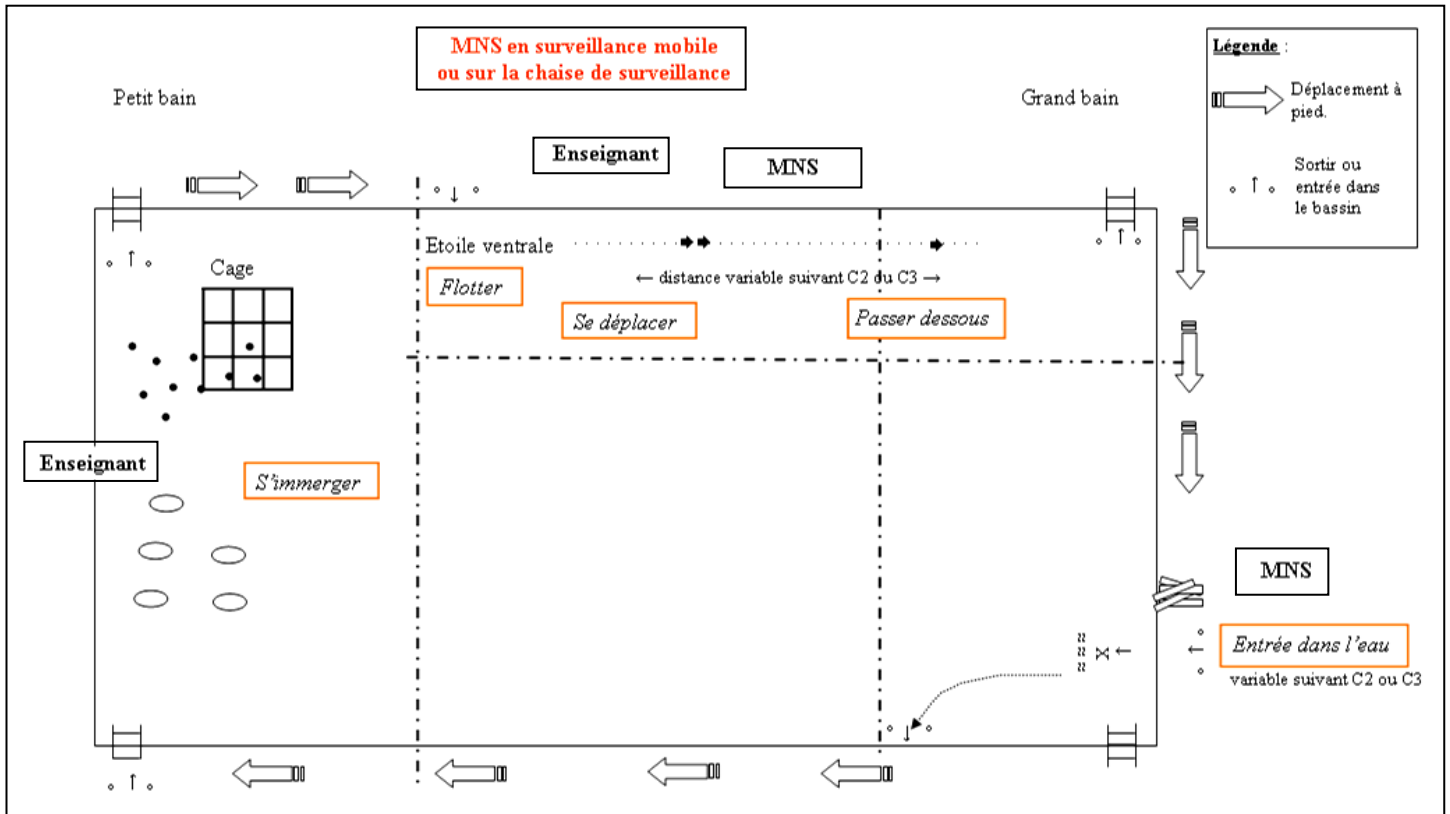 MNS en surveillance mobile
ou sur la chaise de surveillance
Légende :
Déplacement à
pied.
Sortir ou
entrée dans
le bassin
Petit bain
Grand bain
Enseignant
MNS
Etoile ventrale
Cage
← distance variable suivant C2 ou C3 →
Flotter
Se déplacer
Passer dessous
Enseignant
S'immerger
MNS
Entrée dans l'eau
variable suivant C2 ou C3